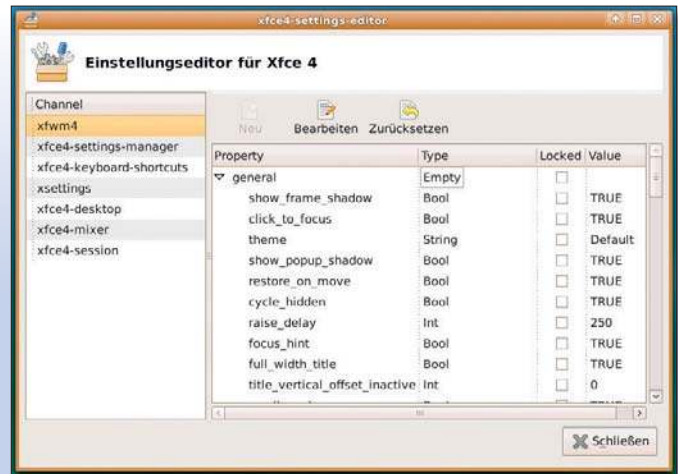 xfce4-settings-editor
Einstellungseditor für Xfce 4
Channel
xfwm4
xfce4-settings-manager
xfce4-keyboard-shortcuts
xsettings
xfce4-desktop
xfce4-mixer
xfce4-session
Neu Bearbeiten Zurücksetzen
Property Type Locked Value
general Empty
show_frame_shadow Bool TRUE
click_to_focus Bool TRUE
theme String Default
show_popup_shadow Bool TRUE
restore_on_move Bool TRUE
cycle_hidden Bool TRUE
raise_delay Int 250
focus_hint Bool TRUE
full_width_title Bool TRUE
title_vertical_offset_inactive Int 0
Schließen